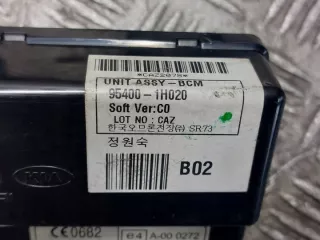 *CAZ2078*
UNIT ASSY-BCM
95400-1H020
Soft Ver:C0
LOT NO : CAZ
한국오므론전장㈜ SR73
정원숙
B02
KIA
CE0682
e4 A-00 0272